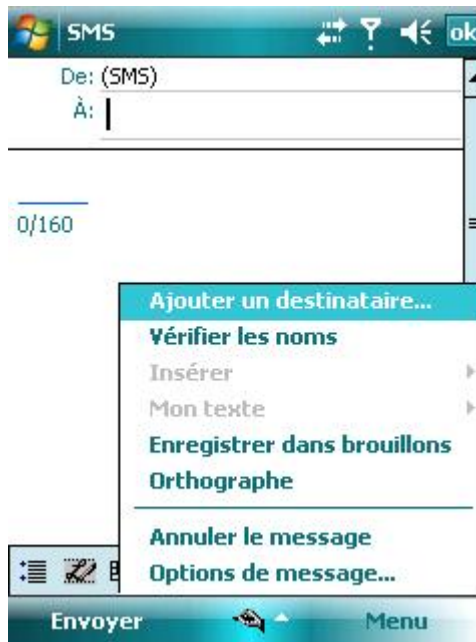 SMS ok
De: (SMS)
À:
0/160
Ajouter un destinataire...
Vérifier les noms
Insérer
Mon texte
Enregistrer dans brouillons
Orthographe
Annuler le message
Options de message...
Envoyer Menu